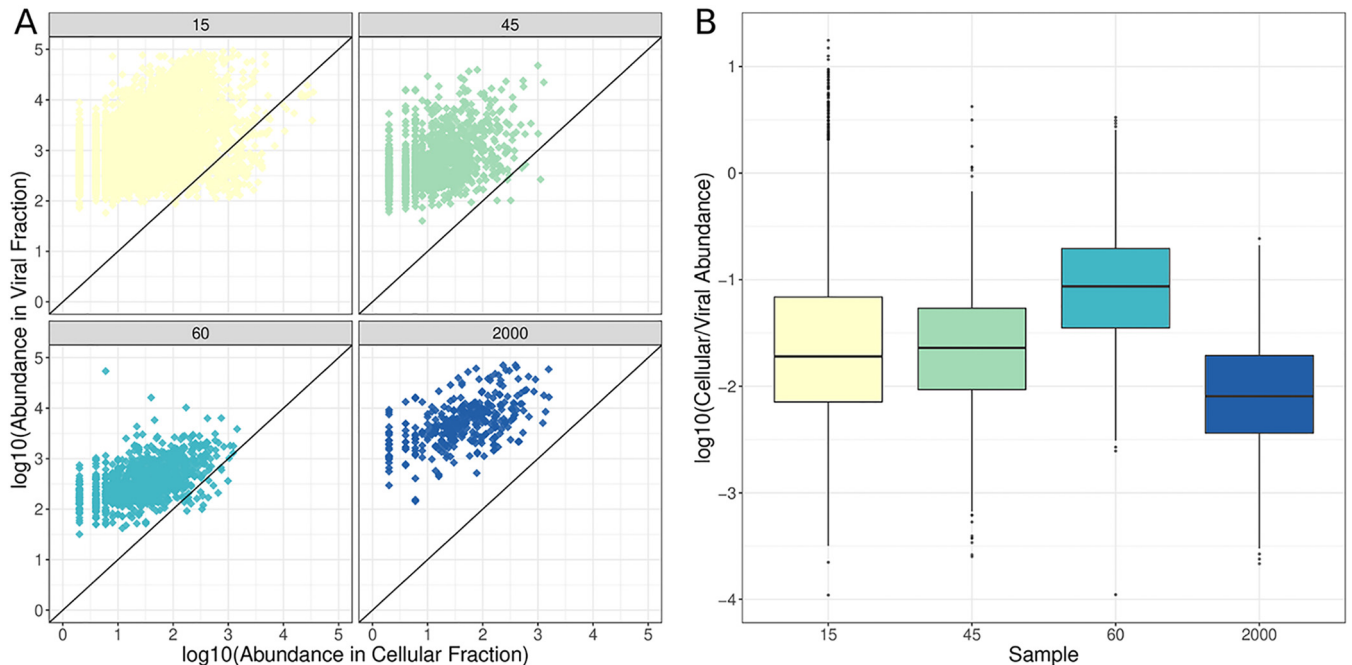 A
15
45
5
4
3
2
1
0
60
2000
5
4
3
2
1
0
0 1 2 3 4 5
0 1 2 3 4 5
log10(Abundance in Viral Fraction)
log10(Abundance in Cellular Fraction)
B
1
0
−1
−2
−3
−4
log10(Cellular/Viral Abundance)
15 45 60 2000
Sample